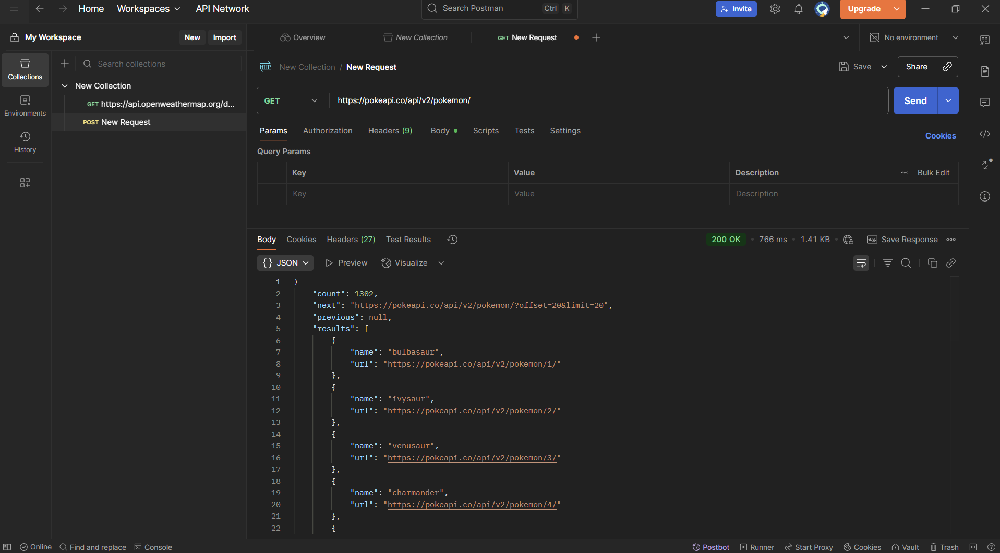 Home Workspaces API Network Search Postman Ctrl K Invite Upgrade
My Workspace New Import Overview New Collection GET New Request No environment
Collections
Environments
History
Search collections
New Collection
GET https://api.openweathermap.org/d...
POST New Request
HTTP New Collection / New Request Save Share
GET https://pokeapi.co/api/v2/pokemon/ Send
Params Authorization Headers (9) Body Scripts Tests Settings Cookies
Query Params
Key Value Description Bulk Edit
Key Value Description
Body Cookies Headers (27) Test Results 200 OK 766 ms 1.41 KB e.g. Save Response
{} JSON Preview Visualize
1 {
2 "count": 1302,
3 "next": "https://pokeapi.co/api/v2/pokemon/?offset=20&limit=20",
4 "previous": null,
5 "results": [
6 {
7 "name": "bulbasaur",
8 "url": "https://pokeapi.co/api/v2/pokemon/1/"
9 },
10 {
11 "name": "ivysaur",
12 "url": "https://pokeapi.co/api/v2/pokemon/2/"
13 },
14 {
15 "name": "venusaur",
16 "url": "https://pokeapi.co/api/v2/pokemon/3/"
17 },
18 {
19 "name": "charmander",
20 "url": "https://pokeapi.co/api/v2/pokemon/4/"
21 },
22 {
Online Find and replace Console Postbot Runner Start Proxy Cookies Vault Trash